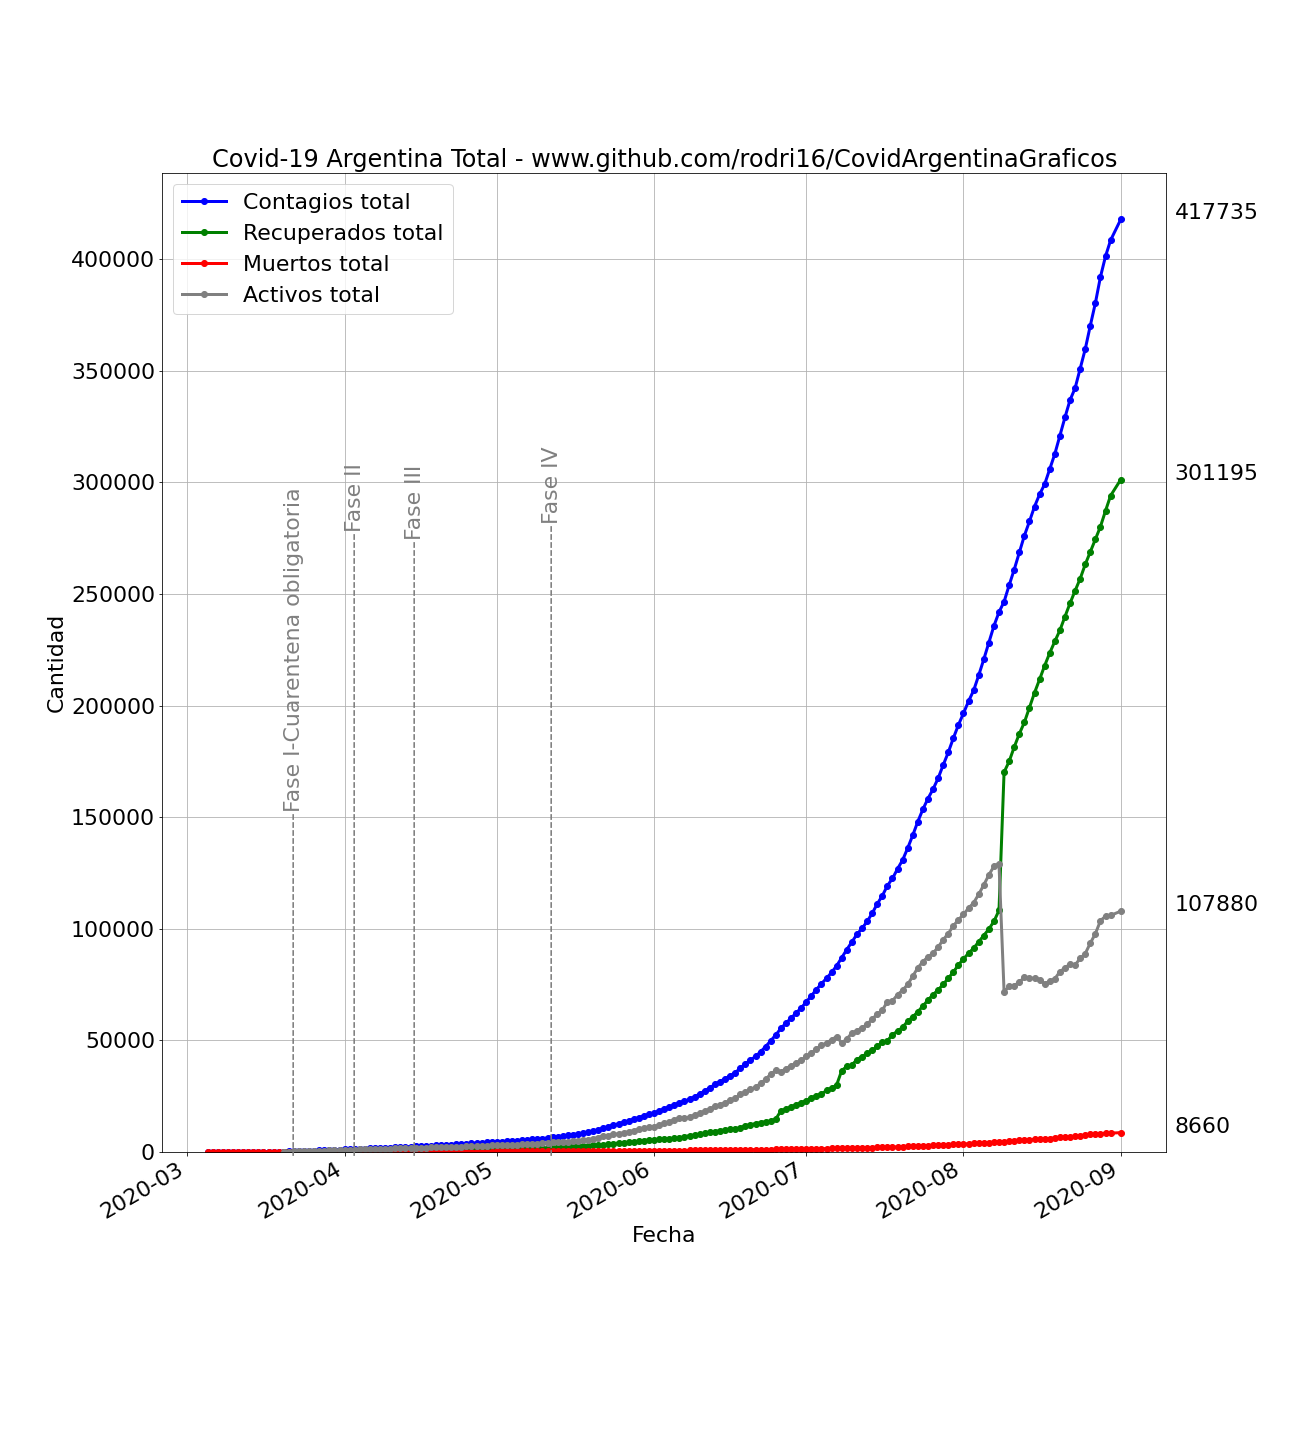 Covid-19 Argentina Total - www.github.com/rodri16/CovidArgentinaGraficos
Contagios total
Recuperados total
Muertos total
Activos total
417735
301195
107880
8660
400000
350000
300000
250000
200000
150000
100000
50000
0
Cantidad
Fase I-Cuarentena obligatoria
Fase II
Fase III
Fase IV
2020-03
2020-04
2020-05
2020-06
2020-07
2020-08
2020-09
Fecha